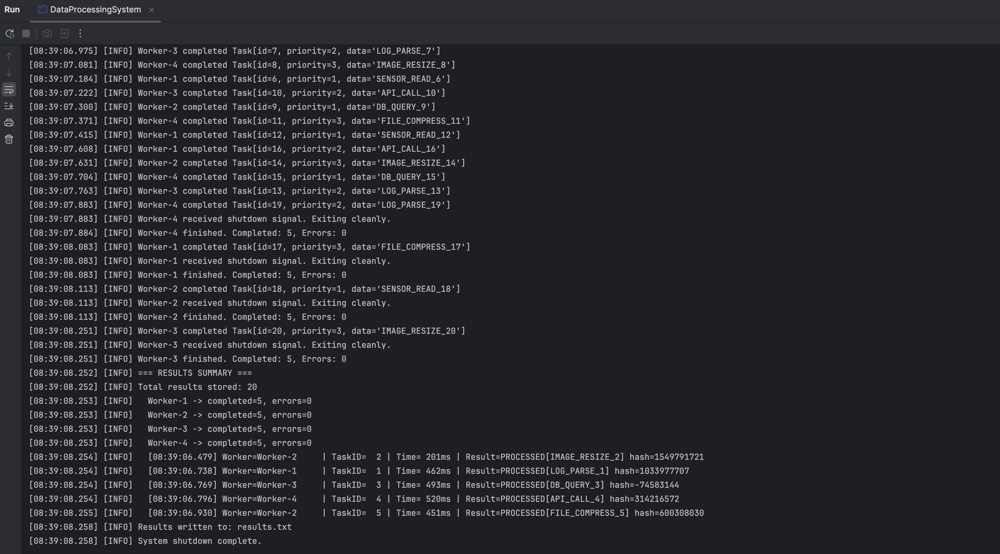 Run DataProcessingSystem
[08:39:06.975] [INFO] Worker-3 completed Task[id=7, priority=2, data='LOG_PARSE_7']
[08:39:07.081] [INFO] Worker-4 completed Task[id=8, priority=3, data='IMAGE_RESIZE_8']
[08:39:07.184] [INFO] Worker-1 completed Task[id=6, priority=1, data='SENSOR_READ_6']
[08:39:07.222] [INFO] Worker-3 completed Task[id=10, priority=2, data='API_CALL_10']
[08:39:07.300] [INFO] Worker-2 completed Task[id=9, priority=1, data='DB_QUERY_9']
[08:39:07.371] [INFO] Worker-4 completed Task[id=11, priority=3, data='FILE_COMPRESS_11']
[08:39:07.415] [INFO] Worker-1 completed Task[id=12, priority=1, data='SENSOR_READ_12']
[08:39:07.608] [INFO] Worker-1 completed Task[id=16, priority=2, data='API_CALL_16']
[08:39:07.631] [INFO] Worker-2 completed Task[id=14, priority=3, data='IMAGE_RESIZE_14']
[08:39:07.704] [INFO] Worker-4 completed Task[id=15, priority=1, data='DB_QUERY_15']
[08:39:07.763] [INFO] Worker-3 completed Task[id=13, priority=2, data='LOG_PARSE_13']
[08:39:07.883] [INFO] Worker-4 completed Task[id=19, priority=2, data='LOG_PARSE_19']
[08:39:07.883] [INFO] Worker-4 received shutdown signal. Exiting cleanly.
[08:39:07.884] [INFO] Worker-4 finished. Completed: 5, Errors: 0
[08:39:08.083] [INFO] Worker-1 completed Task[id=17, priority=3, data='FILE_COMPRESS_17']
[08:39:08.083] [INFO] Worker-1 received shutdown signal. Exiting cleanly.
[08:39:08.083] [INFO] Worker-1 finished. Completed: 5, Errors: 0
[08:39:08.113] [INFO] Worker-2 completed Task[id=18, priority=1, data='SENSOR_READ_18']
[08:39:08.113] [INFO] Worker-2 received shutdown signal. Exiting cleanly.
[08:39:08.113] [INFO] Worker-2 finished. Completed: 5, Errors: 0
[08:39:08.251] [INFO] Worker-3 completed Task[id=20, priority=3, data='IMAGE_RESIZE_20']
[08:39:08.251] [INFO] Worker-3 received shutdown signal. Exiting cleanly.
[08:39:08.251] [INFO] Worker-3 finished. Completed: 5, Errors: 0
[08:39:08.252] [INFO] === RESULTS SUMMARY ===
[08:39:08.252] [INFO] Total results stored: 20
[08:39:08.253] [INFO]   Worker-1 -> completed=5, errors=0
[08:39:08.253] [INFO]   Worker-2 -> completed=5, errors=0
[08:39:08.253] [INFO]   Worker-3 -> completed=5, errors=0
[08:39:08.253] [INFO]   Worker-4 -> completed=5, errors=0
[08:39:08.254] [INFO]   [08:39:06.479] Worker=Worker-2     | TaskID=  2 | Time= 201ms | Result=PROCESSED[IMAGE_RESIZE_2] hash=1549791721
[08:39:08.254] [INFO]   [08:39:06.738] Worker=Worker-1     | TaskID=  1 | Time= 462ms | Result=PROCESSED[LOG_PARSE_1] hash=1033977707
[08:39:08.254] [INFO]   [08:39:06.769] Worker=Worker-3     | TaskID=  3 | Time= 493ms | Result=PROCESSED[DB_QUERY_3] hash=-74583144
[08:39:08.254] [INFO]   [08:39:06.796] Worker=Worker-4     | TaskID=  4 | Time= 520ms | Result=PROCESSED[API_CALL_4] hash=314216572
[08:39:08.255] [INFO]   [08:39:06.930] Worker=Worker-2     | TaskID=  5 | Time= 451ms | Result=PROCESSED[FILE_COMPRESS_5] hash=600308030
[08:39:08.258] [INFO] Results written to: results.txt
[08:39:08.258] [INFO] System shutdown complete.